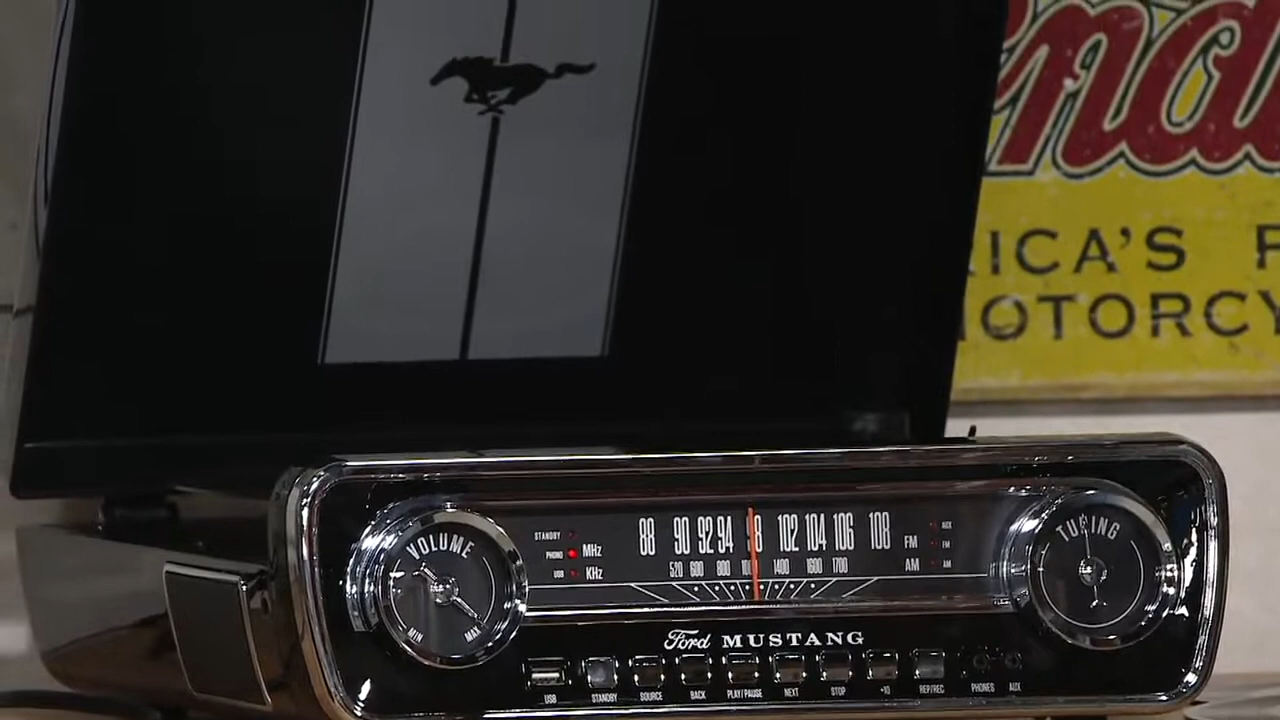 ICA'S
OTORCY
VOLUME
MIN MAX
STANDBY
PHONO MHz
USB KHz
88 90 92 94 98 102 104 106 108 FM
520 600 800 1000 1400 1600 1700 AM
AUX
FM
AM
TUNING
Ford MUSTANG
USB STANDBY SOURCE BACK PLAY/PAUSE NEXT STOP +10 REP/REC PHONES AUX